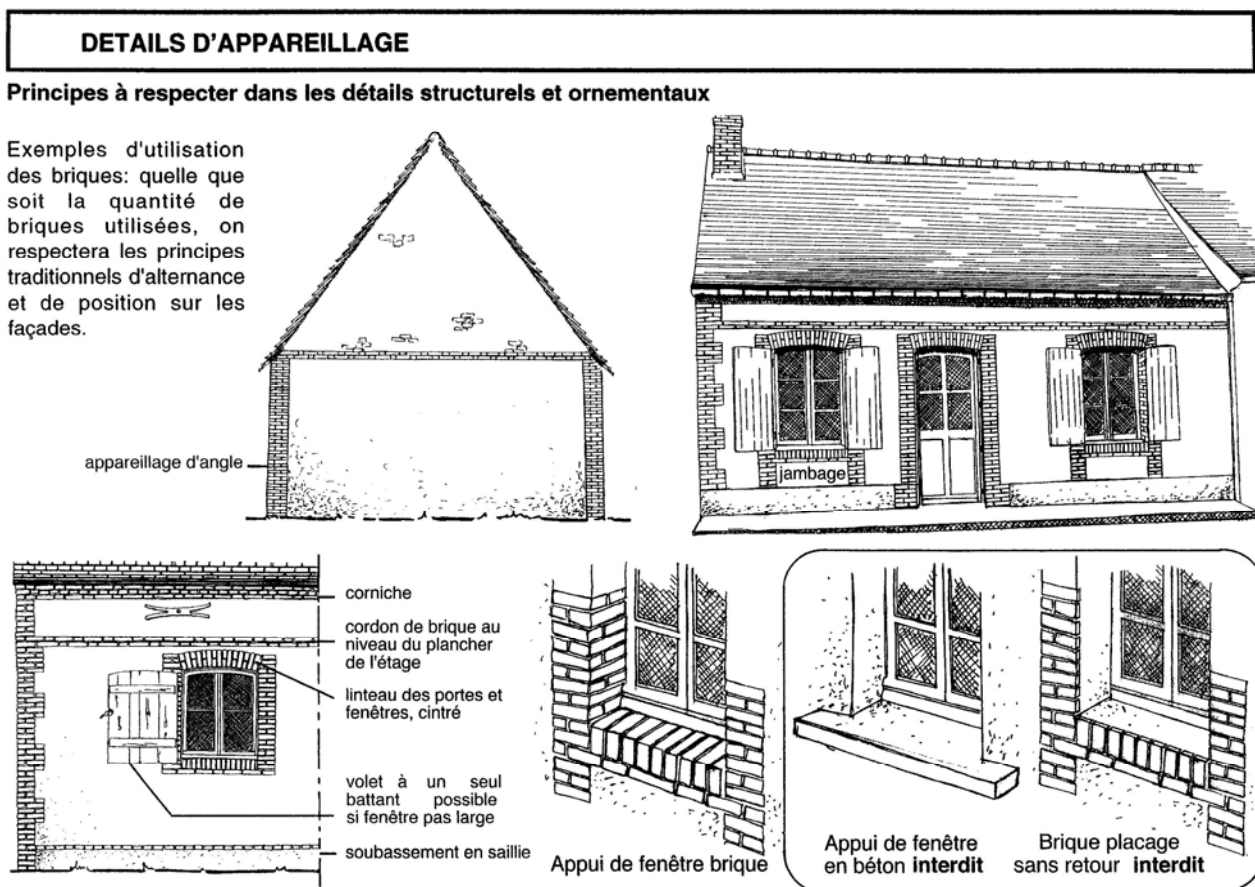 DETAILS D'APPAREILLAGE
Principes à respecter dans les détails structurels et ornementaux
Exemples d'utilisation
des briques: quelle que
soit la quantité de
briques utilisées, on
respectera les principes
traditionnels d'alternance
et de position sur les
façades.
appareillage d'angle
jambage
corniche
cordon de brique au
niveau du plancher
de l'étage
linteau des portes et
fenêtres, cintré
volet à un seul
battant possible
si fenêtre pas large
soubassement en saillie
Appui de fenêtre brique
Appui de fenêtre
en béton interdit
Brique placage
sans retour interdit